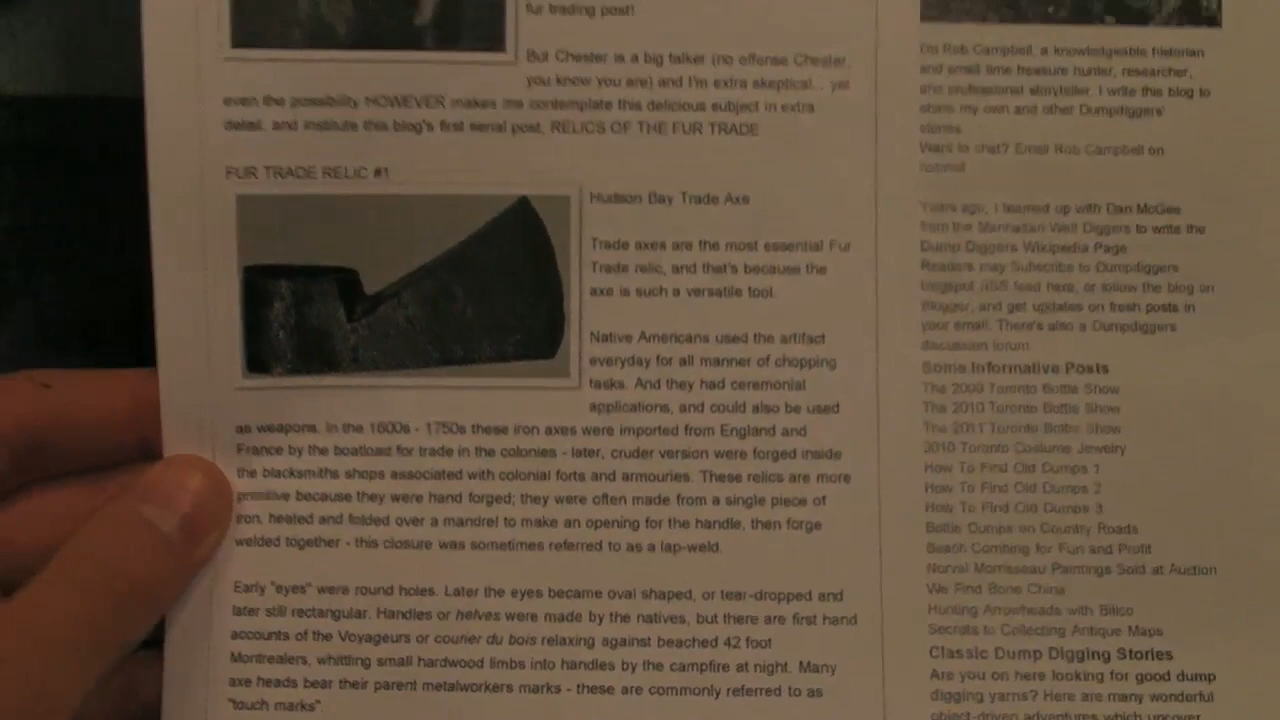 fur trading post!
But Chester is a big talker (no offense Chester,
you know you are) and I'm extra skeptical... yet
even the possibility HOWEVER makes me contemplate this delicious subject in extra
detail, and institute this blog's first serial post, RELICS OF THE FUR TRADE
FUR TRADE RELIC #1
Hudson Bay Trade Axe
Trade axes are the most essential Fur
Trade relic, and that's because the
axe is such a versatile tool.
Native Americans used the artifact
everyday for all manner of chopping
tasks. And they had ceremonial
applications, and could also be used
as weapons. In the 1600s - 1750s these iron axes were imported from England and
France by the boatload for trade in the colonies - later, cruder version were forged inside
the blacksmiths shops associated with colonial forts and armouries. These relics are more
primitive because they were hand forged; they were often made from a single piece of
iron, heated and folded over a mandrel to make an opening for the handle, then forge
welded together - this closure was sometimes referred to as a lap-weld.
Early "eyes" were round holes. Later the eyes became oval shaped, or tear-dropped and
later still rectangular. Handles or helves were made by the natives, but there are first hand
accounts of the Voyageurs or courier du bois relaxing against beached 42 foot
Montrealers, whittling small hardwood limbs into handles by the campfire at night. Many
axe heads bear their parent metalworkers marks - these are commonly referred to as
"touch marks".
I'm Rob Campbell, a knowledgeable historian
and small time treasure hunter, researcher,
and professional storyteller. I write this blog to
share my own and other Dumpdiggers'
stories.
Want to chat? Email Rob Campbell on
hotmail
Years ago, I teamed up with Dan McGee
from the Manhattan Well Diggers to write the
Dump Diggers Wikipedia Page
Readers may Subscribe to Dumpdiggers
blogspot RSS feed here, or follow the blog on
Blogger, and get updates on fresh posts in
your email. There's also a Dumpdiggers
discussion forum
Some Informative Posts
The 2009 Toronto Bottle Show
The 2010 Toronto Bottle Show
The 2011 Toronto Bottle Show
2010 Toronto Costume Jewelry
How To Find Old Dumps 1
How To Find Old Dumps 2
How To Find Old Dumps 3
Bottle Dumps on Country Roads
Beach Combing for Fun and Profit
Norval Morrisseau Paintings Sold at Auction
We Find Bone China
Hunting Arrowheads with Bilco
Secrets to Collecting Antique Maps
Classic Dump Digging Stories
Are you on here looking for good dump
digging yarns? Here are many wonderful
object-driven adventures which uncover